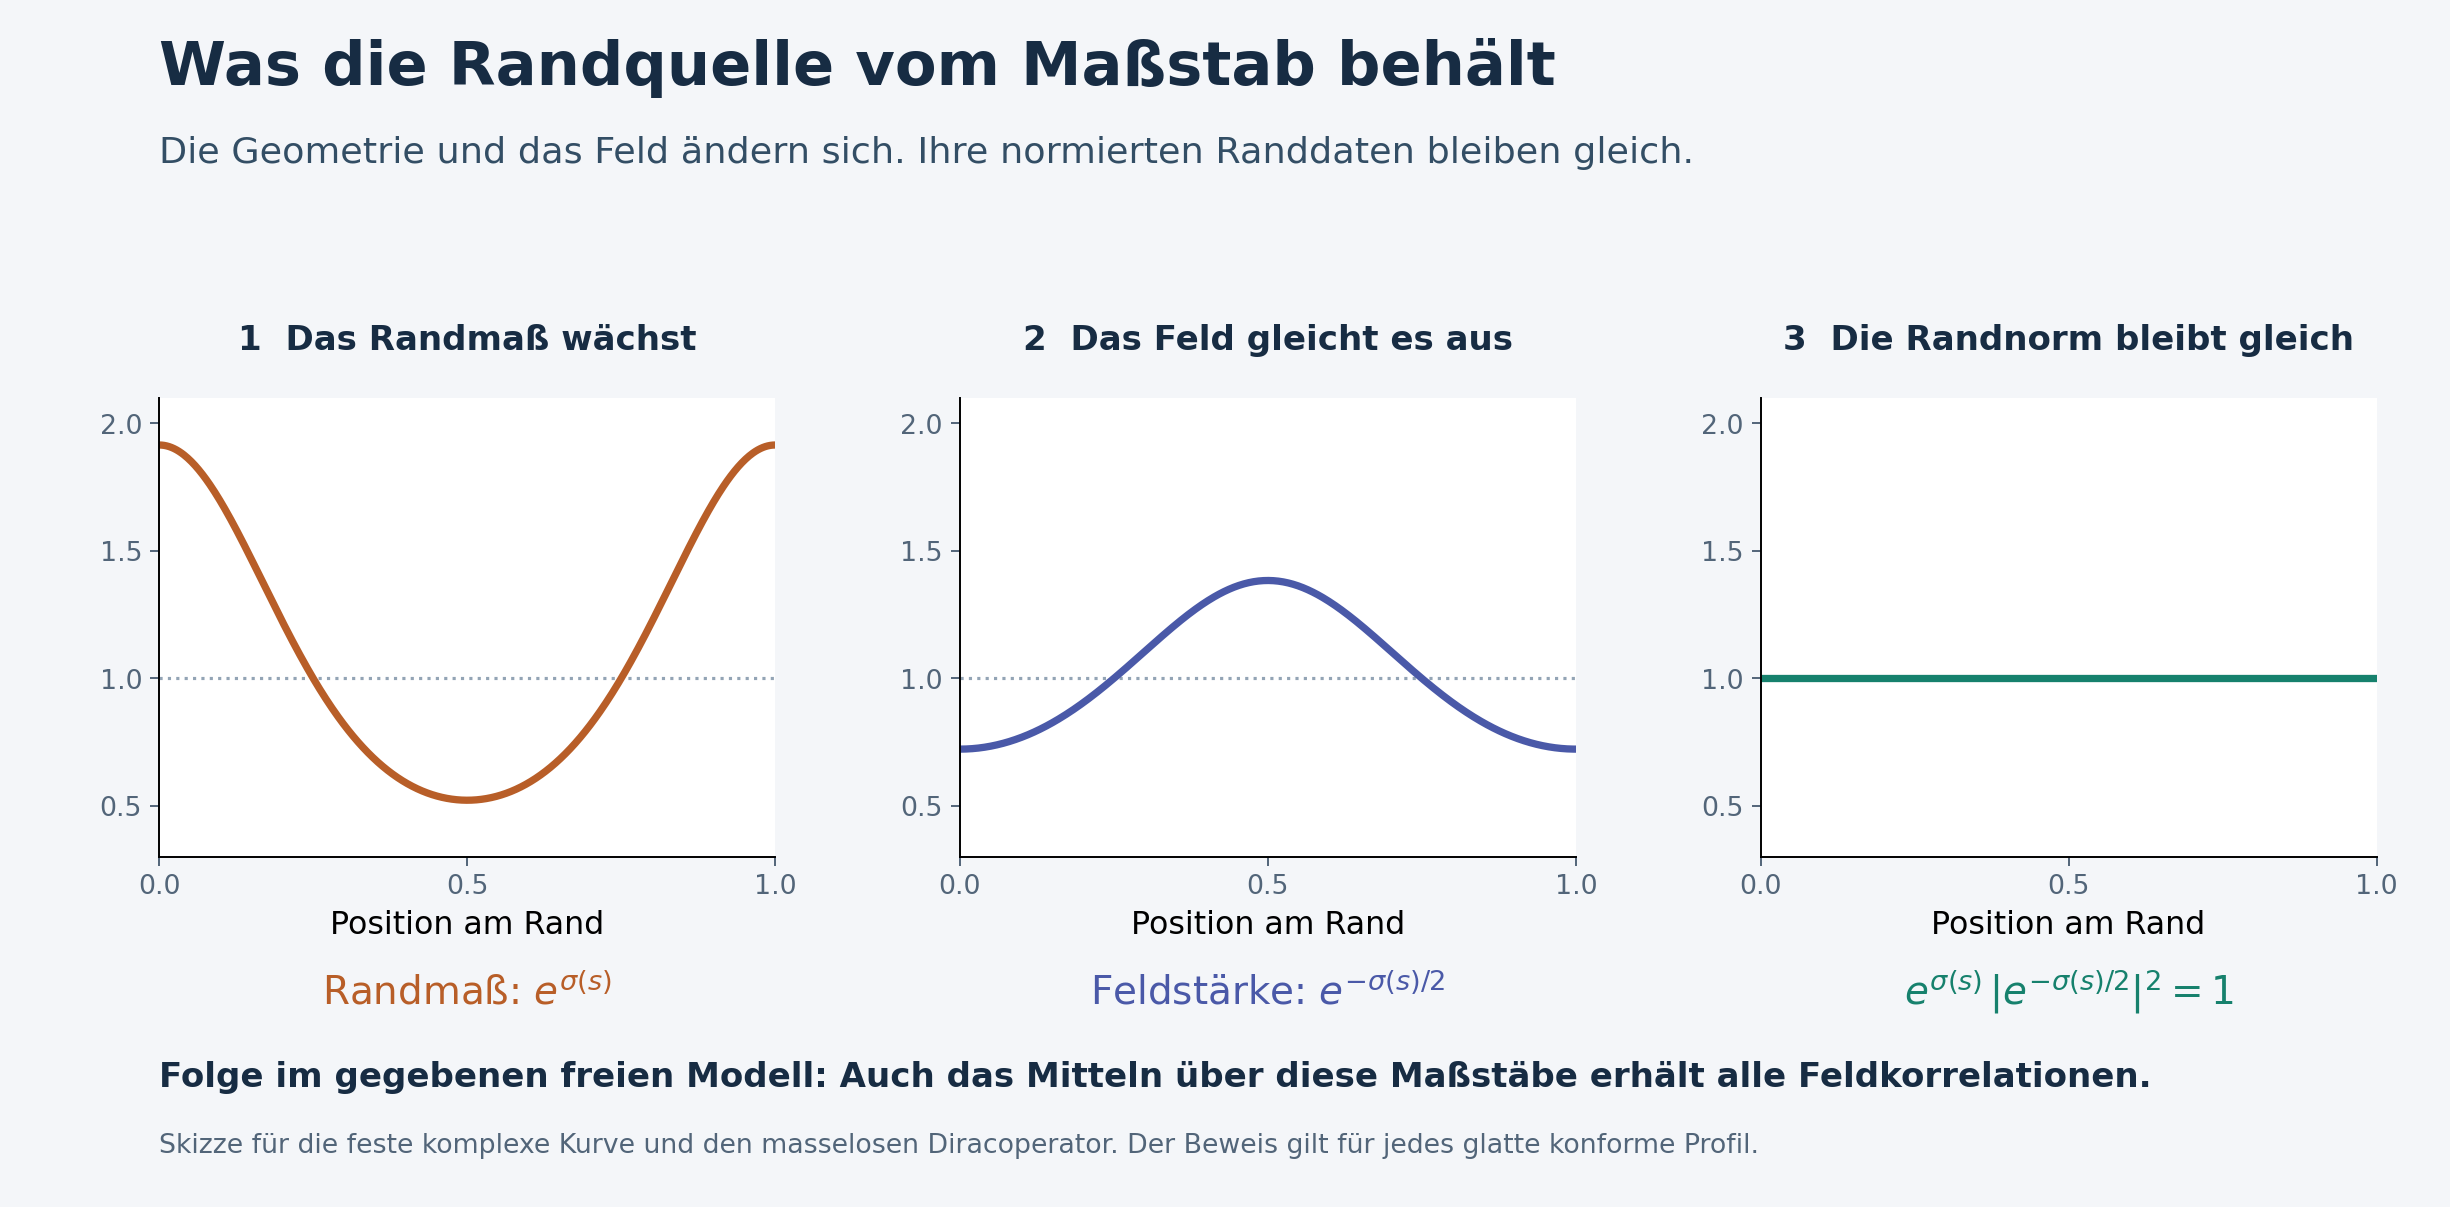 Was die Randquelle vom Maßstab behält
Die Geometrie und das Feld ändern sich. Ihre normierten Randdaten bleiben gleich.
1 Das Randmaß wächst
2.0
1.5
1.0
0.5
0.0 0.5 1.0
Position am Rand
Randmaß: e^{σ(s)}
2 Das Feld gleicht es aus
2.0
1.5
1.0
0.5
0.0 0.5 1.0
Position am Rand
Feldstärke: e^{−σ(s)/2}
3 Die Randnorm bleibt gleich
2.0
1.5
1.0
0.5
0.0 0.5 1.0
Position am Rand
e^{σ(s)} |e^{−σ(s)/2}|² = 1
Folge im gegebenen freien Modell: Auch das Mitteln über diese Maßstäbe erhält alle Feldkorrelationen.
Skizze für die feste komplexe Kurve und den masselosen Diracoperator. Der Beweis gilt für jedes glatte konforme Profil.